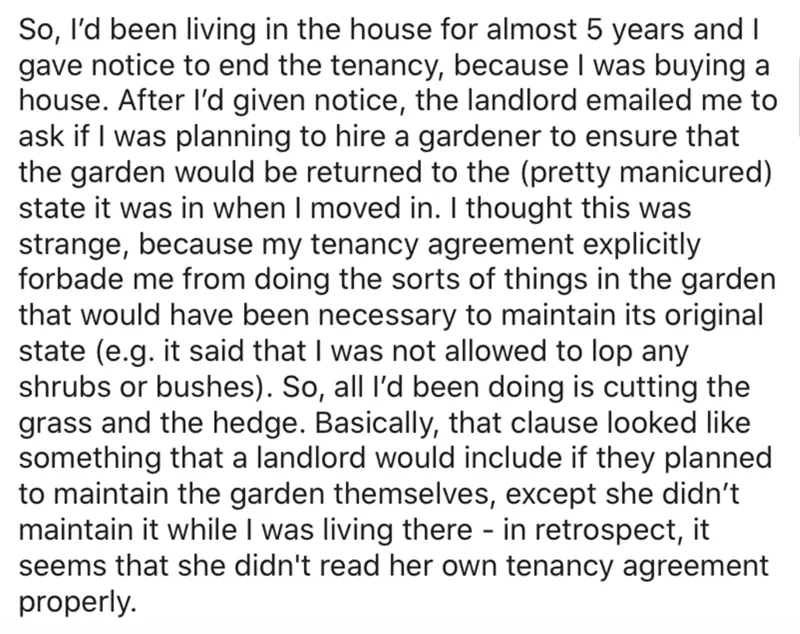 So, I’d been living in the house for almost 5 years and I
gave notice to end the tenancy, because I was buying a
house. After I’d given notice, the landlord emailed me to
ask if I was planning to hire a gardener to ensure that
the garden would be returned to the (pretty manicured)
state it was in when I moved in. I thought this was
strange, because my tenancy agreement explicitly
forbade me from doing the sorts of things in the garden
that would have been necessary to maintain its original
state (e.g. it said that I was not allowed to lop any
shrubs or bushes). So, all I’d been doing is cutting the
grass and the hedge. Basically, that clause looked like
something that a landlord would include if they planned
to maintain the garden themselves, except she didn’t
maintain it while I was living there - in retrospect, it
seems that she didn't read her own tenancy agreement
properly.